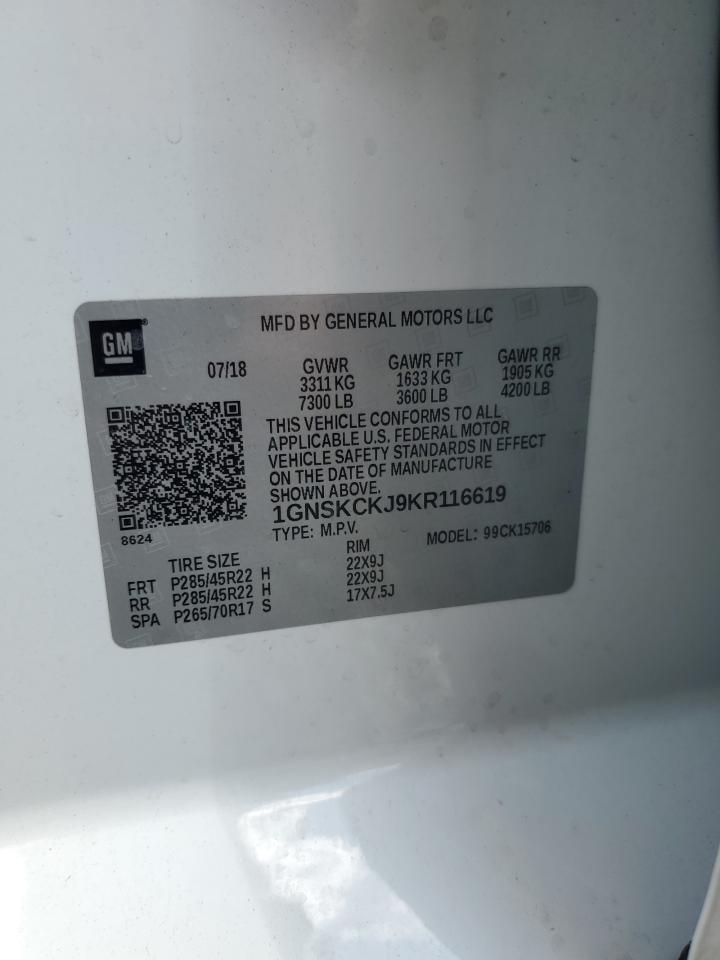 GM
MFD BY GENERAL MOTORS LLC
07/18 GVWR GAWR FRT GAWR RR
3311 KG 1633 KG 1905 KG
7300 LB 3600 LB 4200 LB
THIS VEHICLE CONFORMS TO ALL
APPLICABLE U.S. FEDERAL MOTOR
VEHICLE SAFETY STANDARDS IN EFFECT
ON THE DATE OF MANUFACTURE
SHOWN ABOVE.
1GNSKCKJ9KR116619
8624
TYPE: M.P.V. MODEL: 99CK15706
TIRE SIZE RIM
FRT P285/45R22 H 22X9J
RR P285/45R22 H 22X9J
SPA P265/70R17 S 17X7.5J